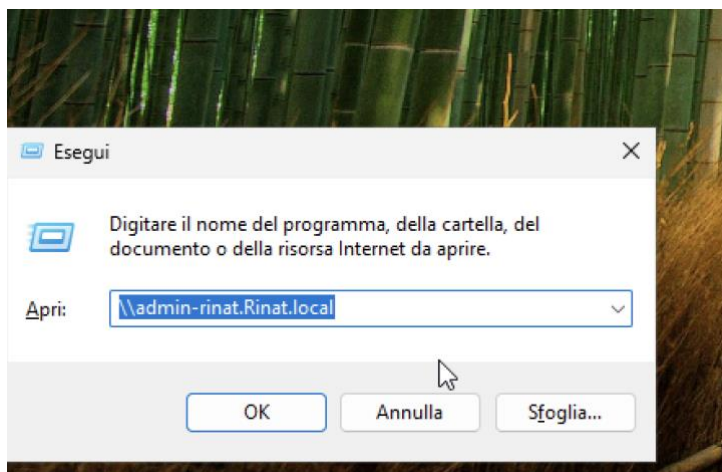 Esegui
Digitare il nome del programma, della cartella, del
documento o della risorsa Internet da aprire.
Apri:
\\admin-rinat.Rinat.local
OK
Annulla
Sfoglia...